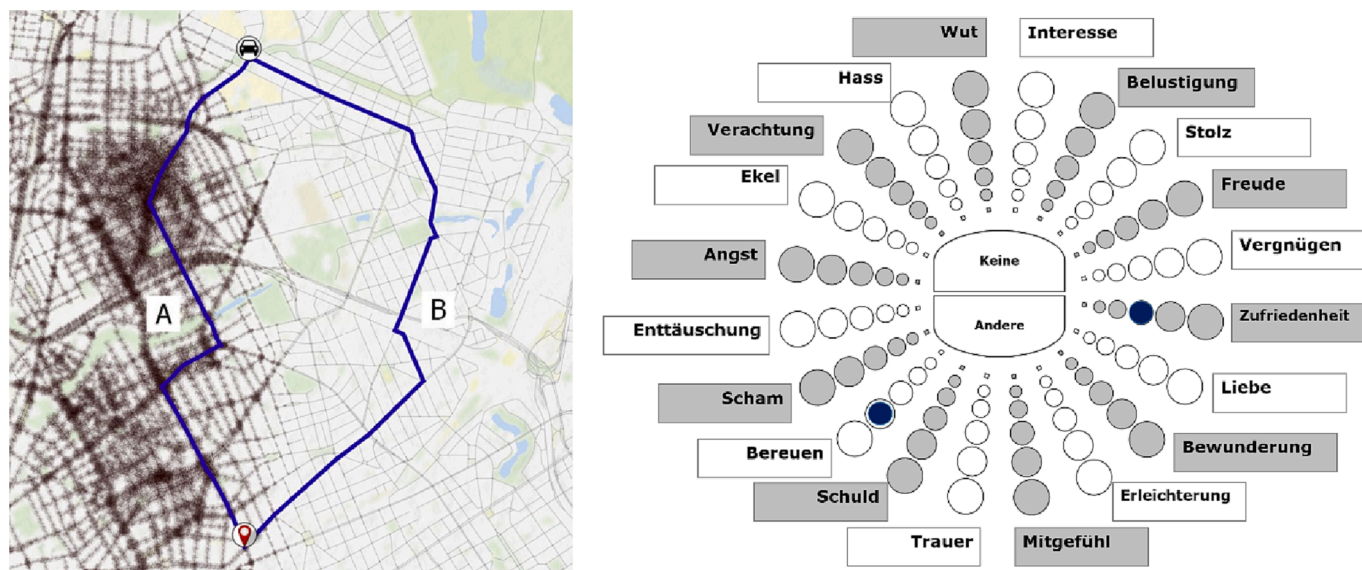 A
B
Wut
Interesse
Hass
Belustigung
Verachtung
Stolz
Ekel
Freude
Angst
Keine
Vergnügen
Enttäuschung
Andere
Zufriedenheit
Scham
Liebe
Bereuen
Bewunderung
Schuld
Erleichterung
Trauer
Mitgefühl